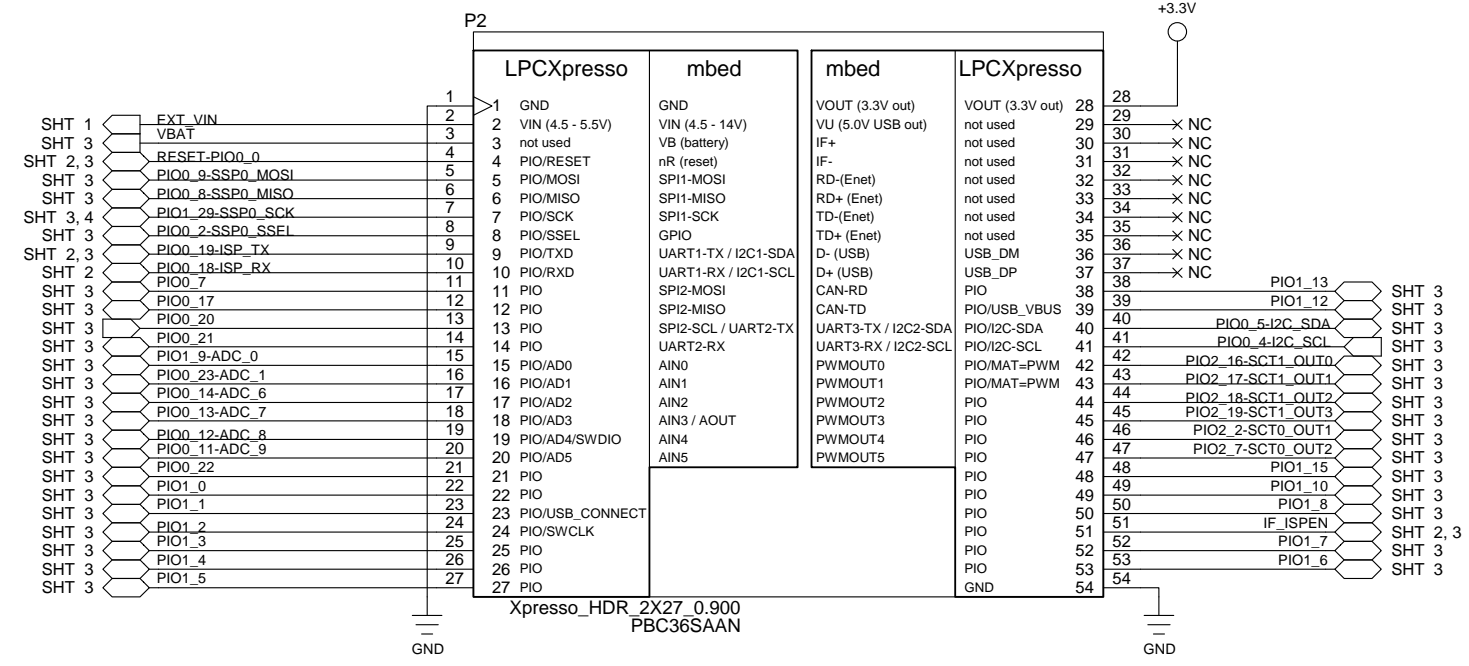 +3.3V
P2
LPCXpresso mbed mbed LPCXpresso
1 1 GND GND VOUT (3.3V out) VOUT (3.3V out) 28 28
SHT 1 EXT_VIN 2 2 VIN (4.5 - 5.5V) VIN (4.5 - 14V) VU (5.0V USB out) not used 29 29 NC
SHT 3 VBAT 3 3 not used VB (battery) IF+ not used 30 30 NC
SHT 2, 3 RESET-PIO0_0 4 4 PIO/RESET nR (reset) IF- not used 31 31 NC
SHT 3 PIO0_9-SSP0_MOSI 5 5 PIO/MOSI SPI1-MOSI RD-(Enet) not used 32 32 NC
SHT 3 PIO0_8-SSP0_MISO 6 6 PIO/MISO SPI1-MISO RD+ (Enet) not used 33 33 NC
SHT 3, 4 PIO1_29-SSP0_SCK 7 7 PIO/SCK SPI1-SCK TD-(Enet) not used 34 34 NC
SHT 3 PIO0_2-SSP0_SSEL 8 8 PIO/SSEL GPIO TD+ (Enet) not used 35 35 NC
SHT 2, 3 PIO0_19-ISP_TX 9 9 PIO/TXD UART1-TX / I2C1-SDA D- (USB) USB_DM 36 36 NC
SHT 2 PIO0_18-ISP_RX 10 10 PIO/RXD UART1-RX / I2C1-SCL D+ (USB) USB_DP 37 37 NC
SHT 3 PIO0_7 11 11 PIO SPI2-MOSI CAN-RD PIO 38 38 PIO1_13 SHT 3
SHT 3 PIO0_17 12 12 PIO SPI2-MISO CAN-TD PIO/USB_VBUS 39 39 PIO1_12 SHT 3
SHT 3 PIO0_20 13 13 PIO SPI2-SCL / UART2-TX UART3-TX / I2C2-SDA PIO/I2C-SDA 40 40 PIO0_5-I2C_SDA SHT 3
SHT 3 PIO0_21 14 14 PIO UART2-RX UART3-RX / I2C2-SCL PIO/I2C-SCL 41 41 PIO0_4-I2C_SCL SHT 3
SHT 3 PIO1_9-ADC_0 15 15 PIO/AD0 AIN0 PWMOUT0 PIO/MAT=PWM 42 42 PIO2_16-SCT1_OUT0 SHT 3
SHT 3 PIO0_23-ADC_1 16 16 PIO/AD1 AIN1 PWMOUT1 PIO/MAT=PWM 43 43 PIO2_17-SCT1_OUT1 SHT 3
SHT 3 PIO0_14-ADC_6 17 17 PIO/AD2 AIN2 PWMOUT2 PIO 44 44 PIO2_18-SCT1_OUT2 SHT 3
SHT 3 PIO0_13-ADC_7 18 18 PIO/AD3 AIN3 / AOUT PWMOUT3 PIO 45 45 PIO2_19-SCT1_OUT3 SHT 3
SHT 3 PIO0_12-ADC_8 19 19 PIO/AD4/SWDIO AIN4 PWMOUT4 PIO 46 46 PIO2_2-SCT0_OUT1 SHT 3
SHT 3 PIO0_11-ADC_9 20 20 PIO/AD5 AIN5 PWMOUT5 PIO 47 47 PIO2_7-SCT0_OUT2 SHT 3
SHT 3 PIO0_22 21 21 PIO PIO 48 48 PIO1_15 SHT 3
SHT 3 PIO1_0 22 22 PIO PIO 49 49 PIO1_10 SHT 3
SHT 3 PIO1_1 23 23 PIO/USB_CONNECT PIO 50 50 PIO1_8 SHT 3
SHT 3 PIO1_2 24 24 PIO/SWCLK PIO 51 51 IF_ISPEN SHT 2, 3
SHT 3 PIO1_3 25 25 PIO PIO 52 52 PIO1_7 SHT 3
SHT 3 PIO1_4 26 26 PIO PIO 53 53 PIO1_6 SHT 3
SHT 3 PIO1_5 27 27 PIO GND 54 54
Xpresso_HDR_2X27_0.900
PBC36SAAN
GND GND